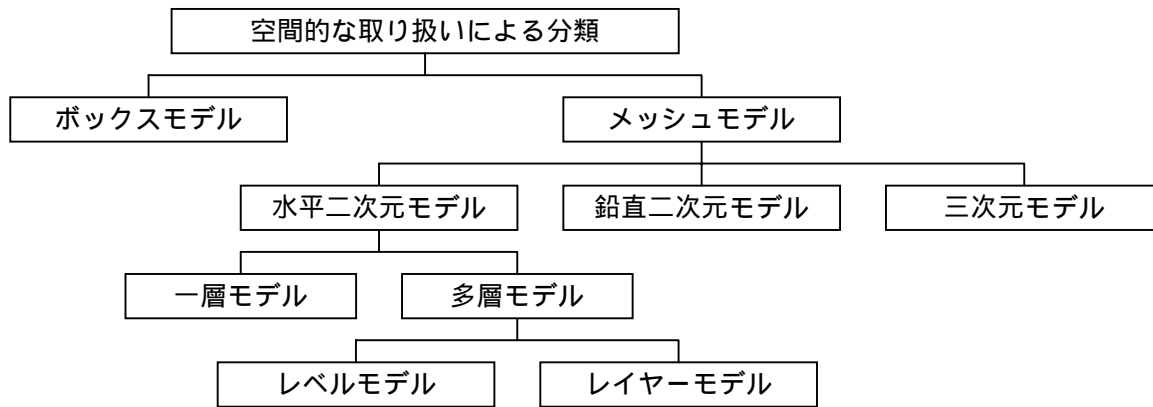 空間的な取り扱いによる分類
ボックスモデル
メッシュモデル
水平二次元モデル
鉛直二次元モデル
三次元モデル
一層モデル
多層モデル
レベルモデル
レイヤーモデル